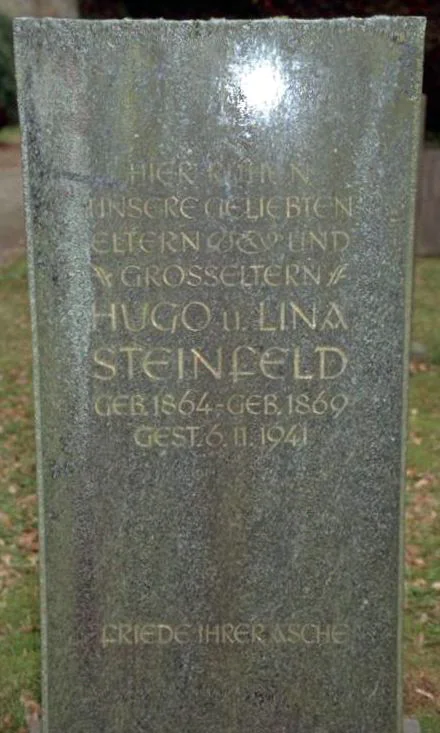 HIER RUHEN
UNSERE GELIEBTEN
ELTERN UND
GROSSELTERN
HUGO u. LINA
STEINFELD
GEB. 1864-GEB. 1869
GEST. 6. 11. 1941
FRIEDE IHRER ASCHE